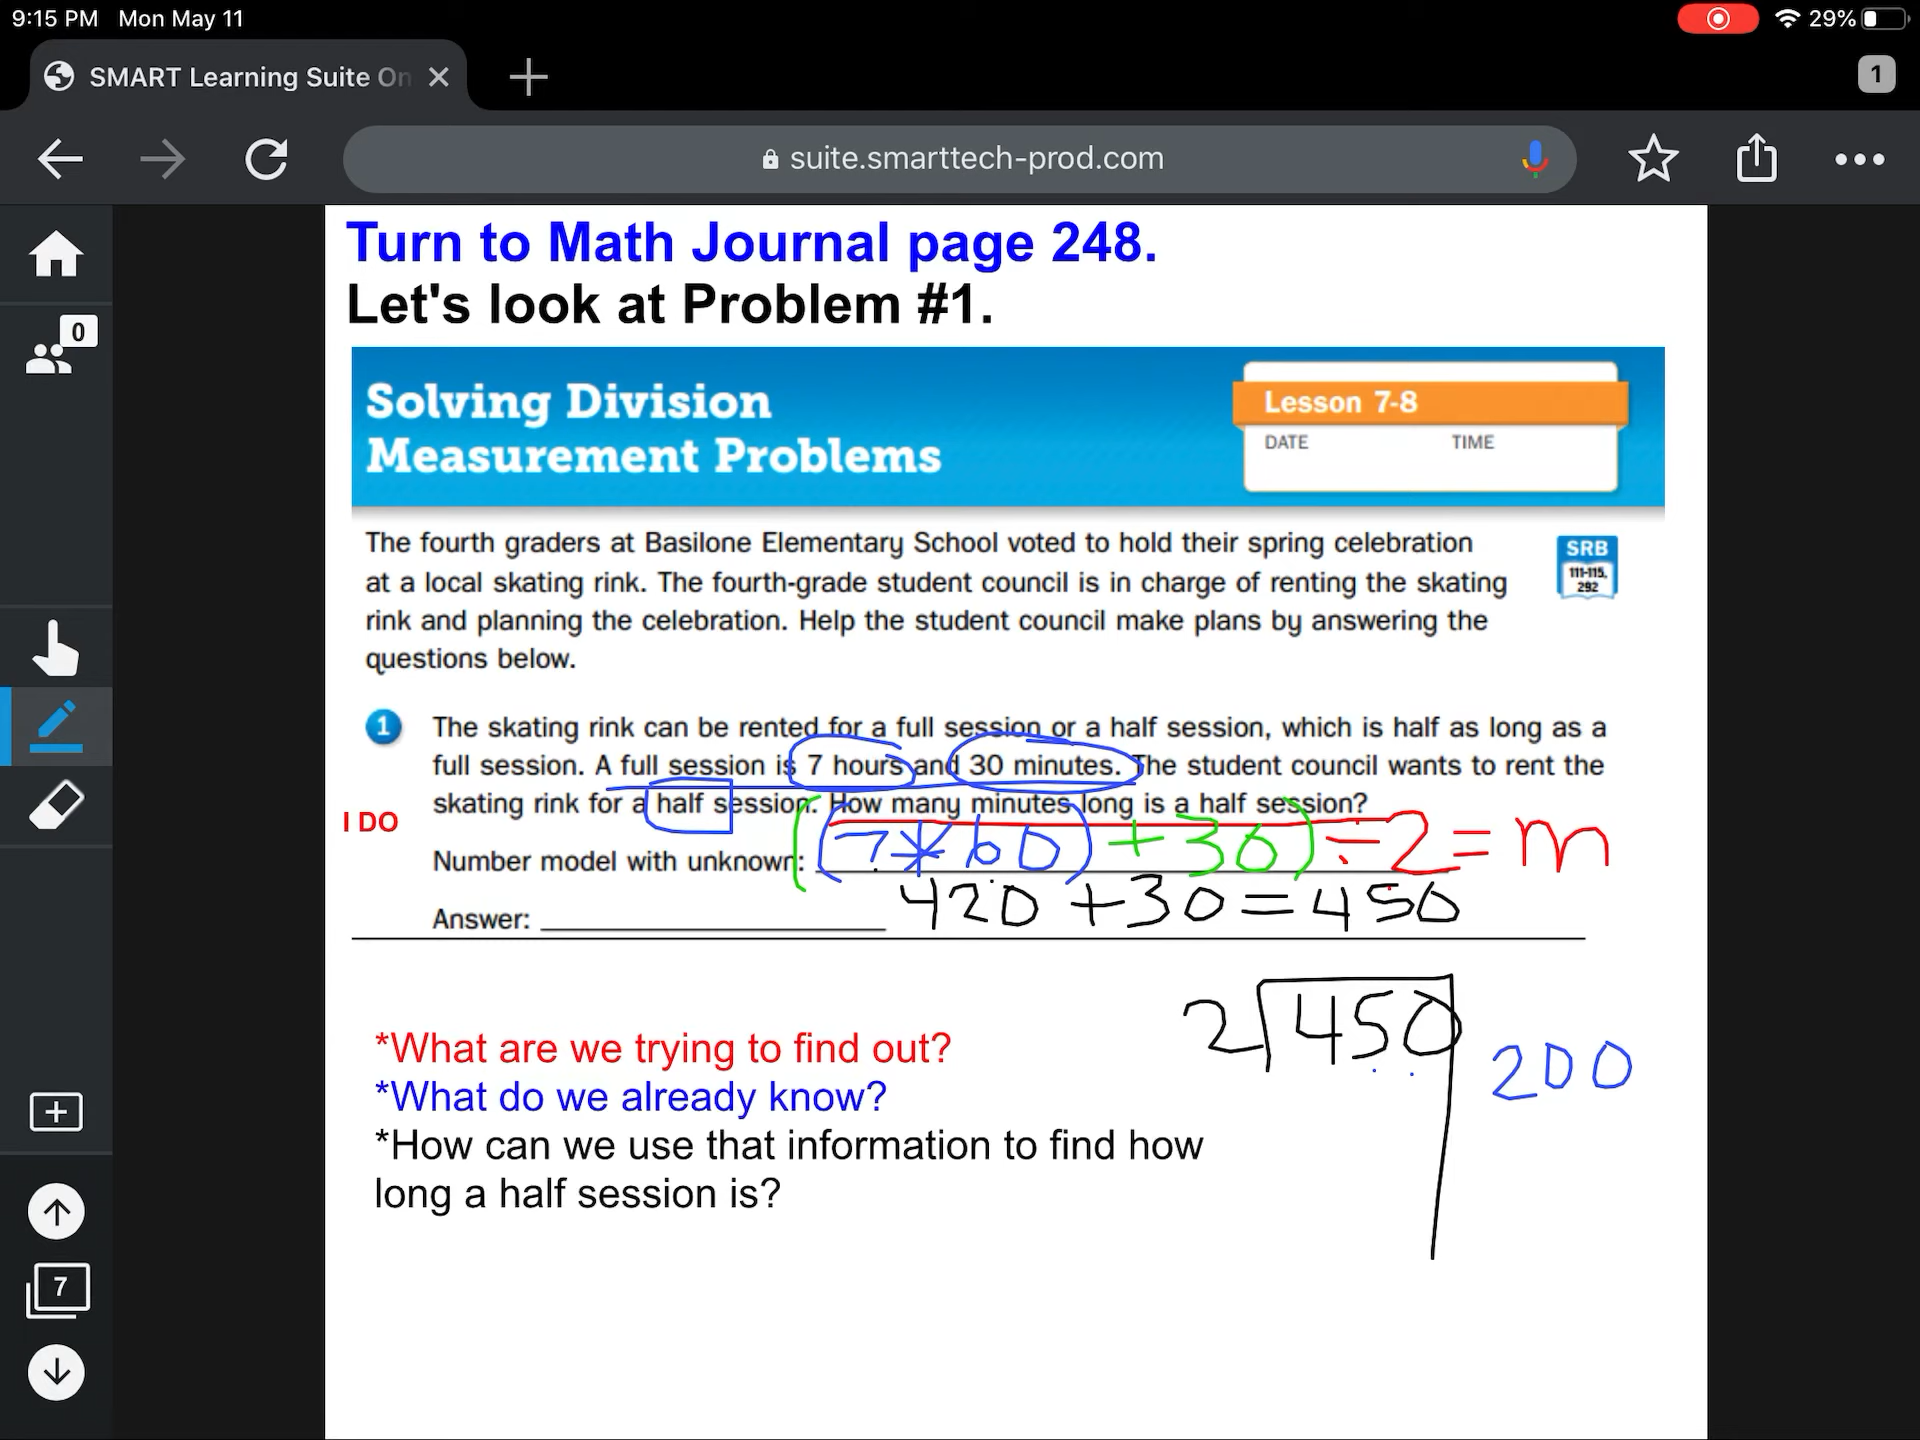 9:15 PM Mon May 11
29%
SMART Learning Suite On
1
suite.smarttech-prod.com
0
Turn to Math Journal page 248.
Let's look at Problem #1.
Solving Division
Measurement Problems
Lesson 7-8
DATE TIME
The fourth graders at Basilone Elementary School voted to hold their spring celebration
at a local skating rink. The fourth-grade student council is in charge of renting the skating
rink and planning the celebration. Help the student council make plans by answering the
questions below.
SRB
111-115,
292
1 The skating rink can be rented for a full session or a half session, which is half as long as a
full session. A full session is 7 hours and 30 minutes. The student council wants to rent the
skating rink for a half session. How many minutes long is a half session?
I DO
Number model with unknown: ((7*60)+30)÷2=m
420+30=450
Answer:
2 450
200
*What are we trying to find out?
*What do we already know?
*How can we use that information to find how
long a half session is?
7